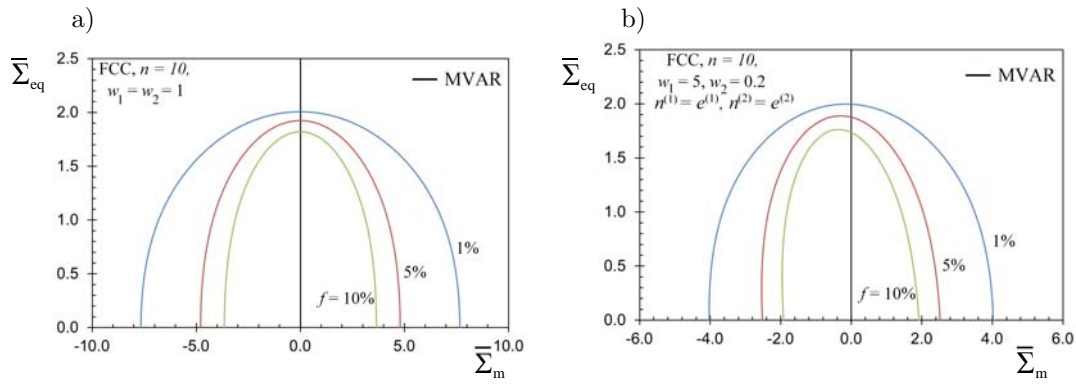 a)
Σ̅eq
2.5
2.0
1.5
1.0
0.5
0.0
FCC, n = 10,
w1 = w2 = 1
MVAR
1%
5%
f = 10%
-10.0 -5.0 0.0 5.0 10.0
Σ̅m
b)
Σ̅eq
2.5
2.0
1.5
1.0
0.5
0.0
FCC, n = 10,
w1 = 5, w2 = 0.2
n(1) = e(1), n(2) = e(2)
MVAR
1%
5%
f = 10%
-6.0 -4.0 -2.0 0.0 2.0 4.0 6.0
Σ̅m